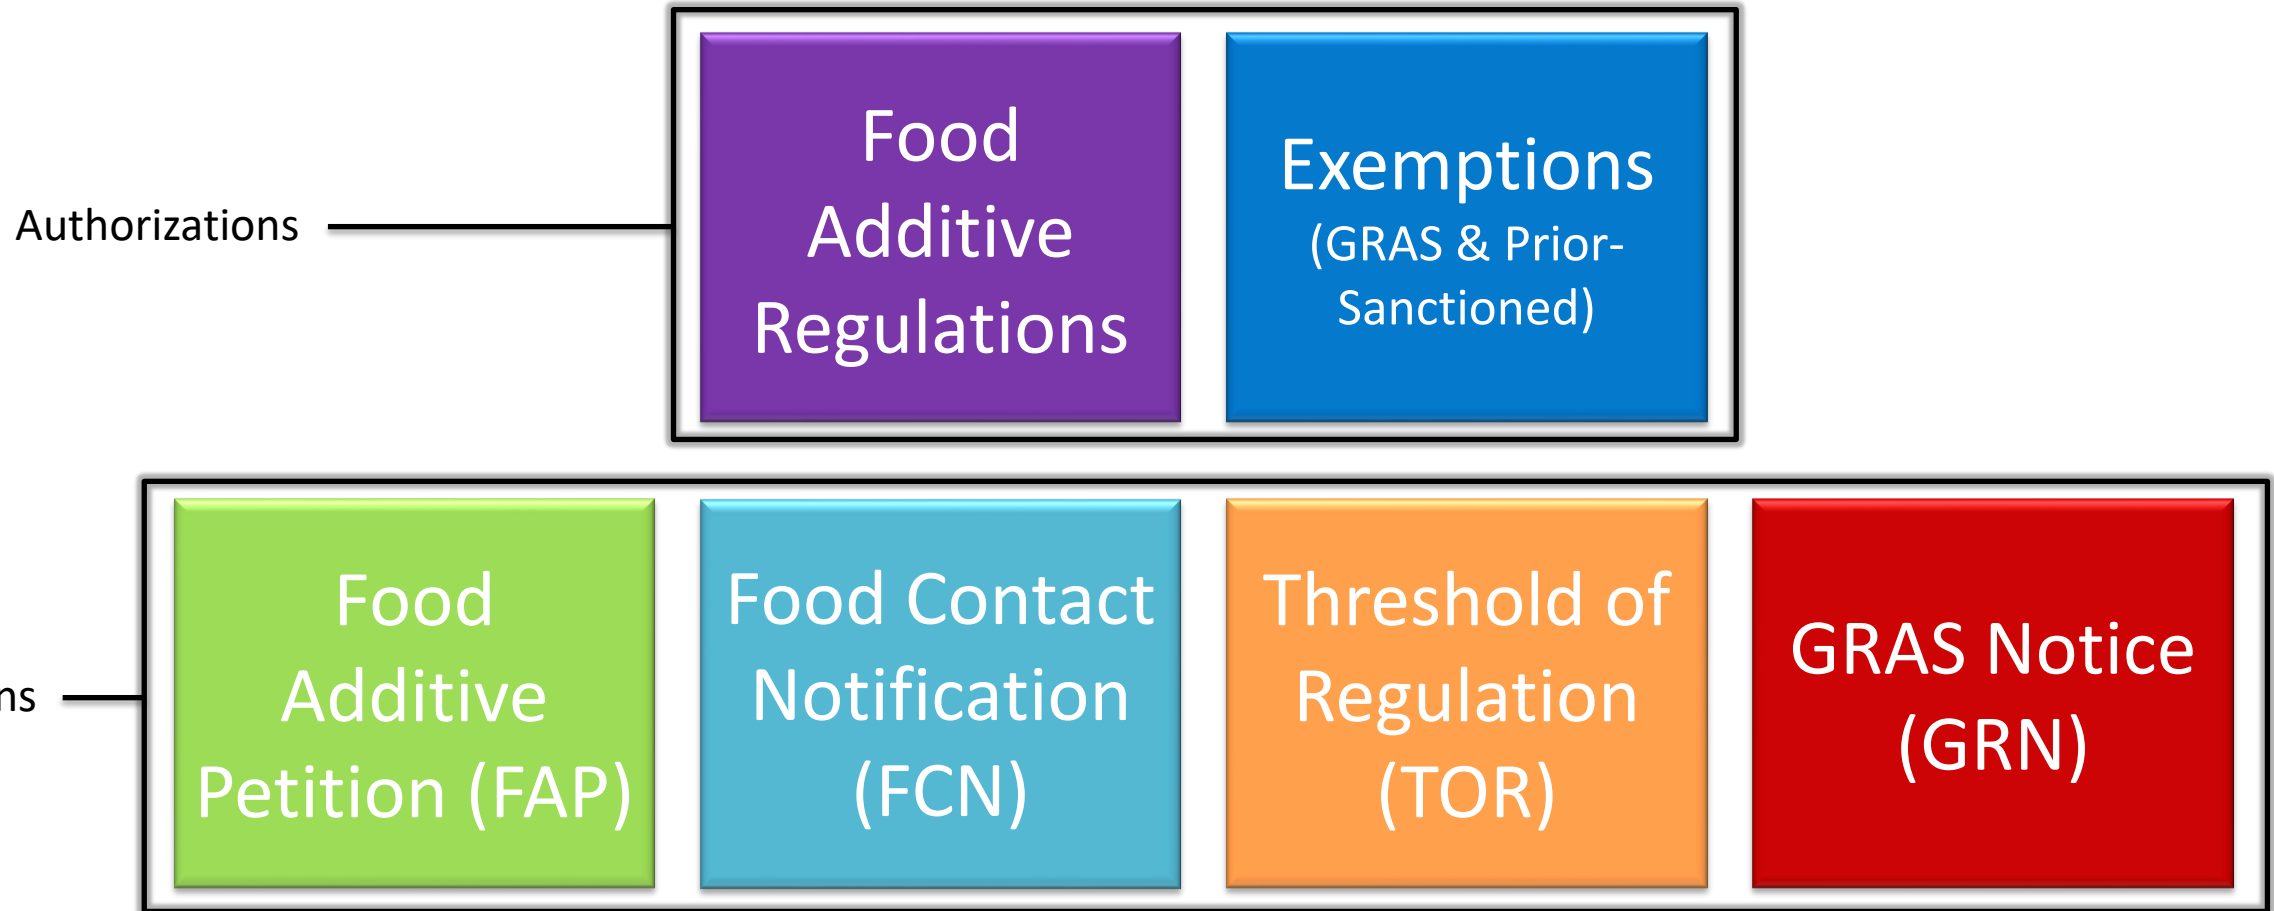 Authorizations
Food
Additive
Regulations
Exemptions
(GRAS & Prior-
Sanctioned)
ns
Food
Additive
Petition (FAP)
Food Contact
Notification
(FCN)
Threshold of
Regulation
(TOR)
GRAS Notice
(GRN)